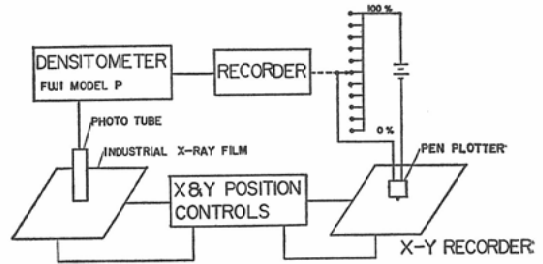 100 %
DENSITOMETER
FUJI MODEL P
RECORDER
PHOTO TUBE
0 %
INDUSTRIAL X-RAY FILM
PEN PLOTTER
X&Y POSITION
CONTROLS
X-Y RECORDER